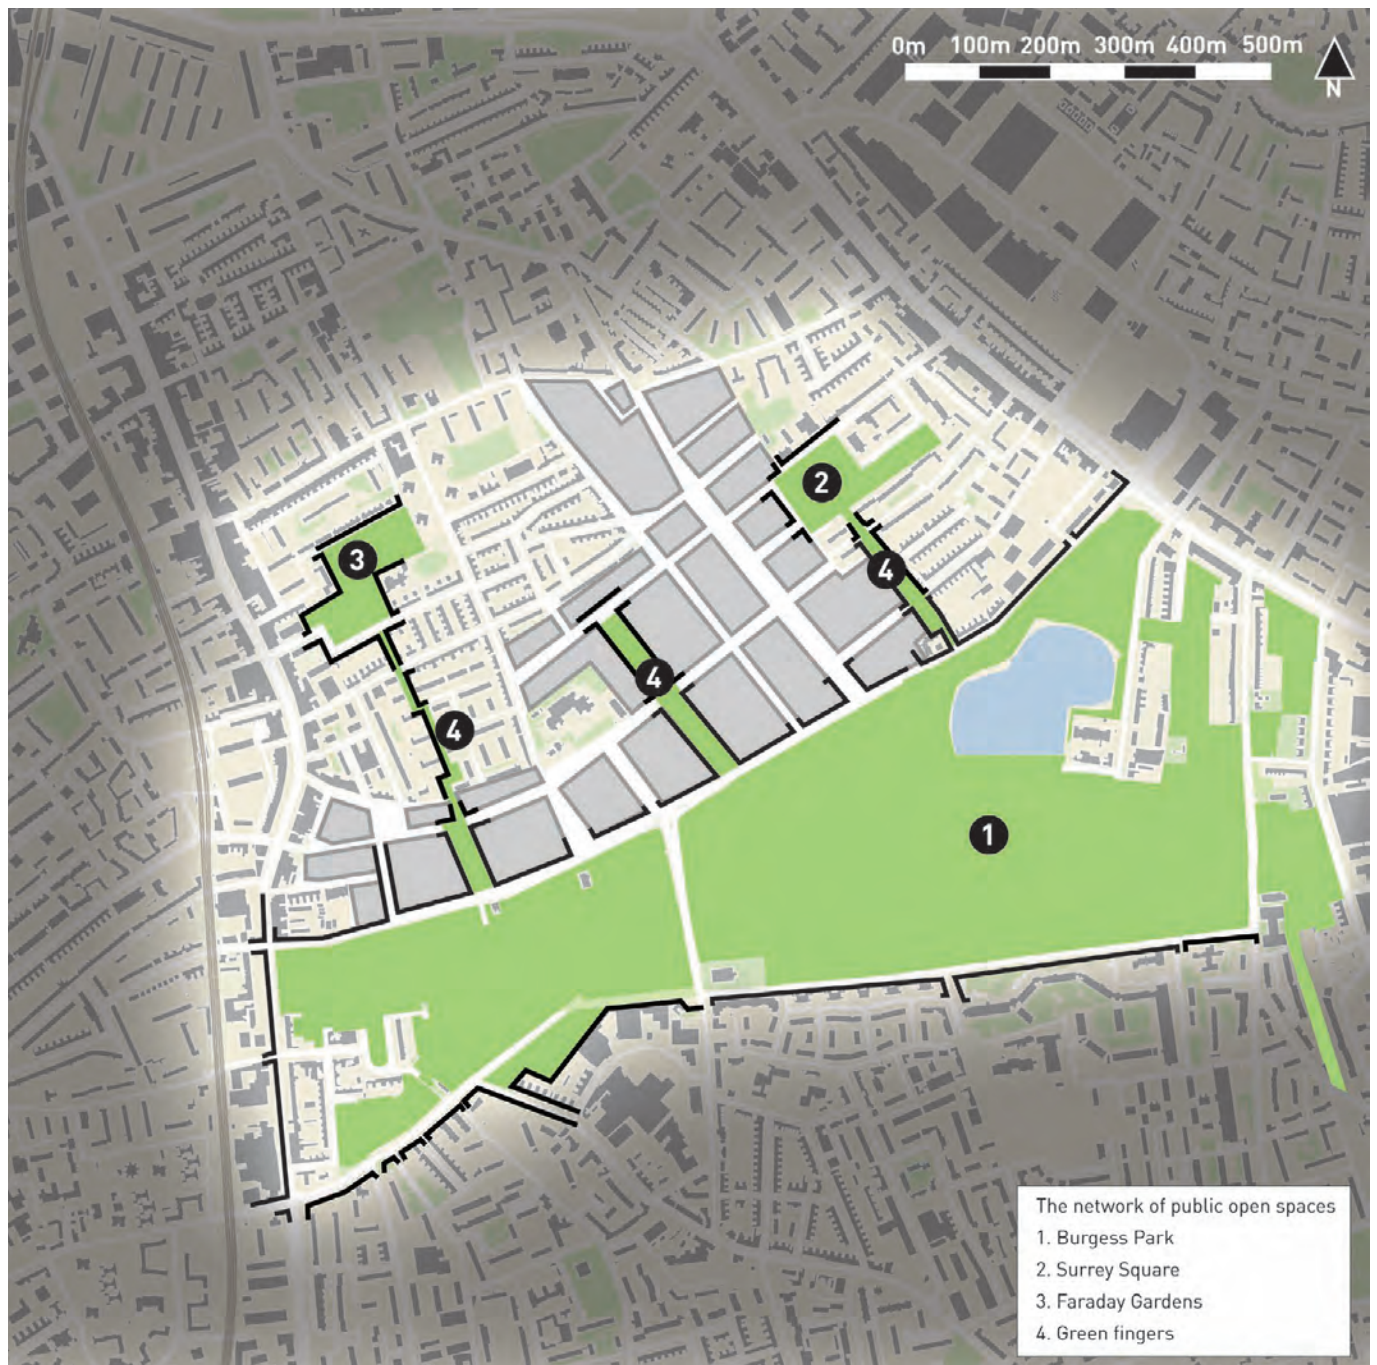 0m 100m 200m 300m 400m 500m
N
2
3
4
4
4
1
The network of public open spaces
1. Burgess Park
2. Surrey Square
3. Faraday Gardens
4. Green fingers